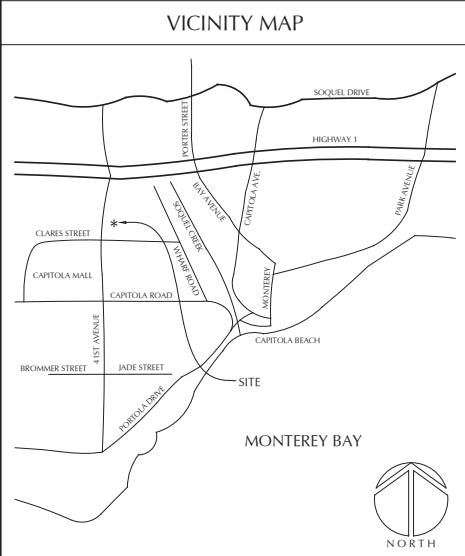 VICINITY MAP
SOQUEL DRIVE
PORTER STREET
HIGHWAY 1
BAY AVENUE
CAPITOLA AVE.
PARK AVENUE
SOQUEL CREEK
*
CLARES STREET
WHARF ROAD
CAPITOLA MALL
MONTEREY
CAPITOLA ROAD
41ST AVENUE
CAPITOLA BEACH
BROMMER STREET
JADE STREET
SITE
PORTOLA DRIVE
MONTEREY BAY
NORTH